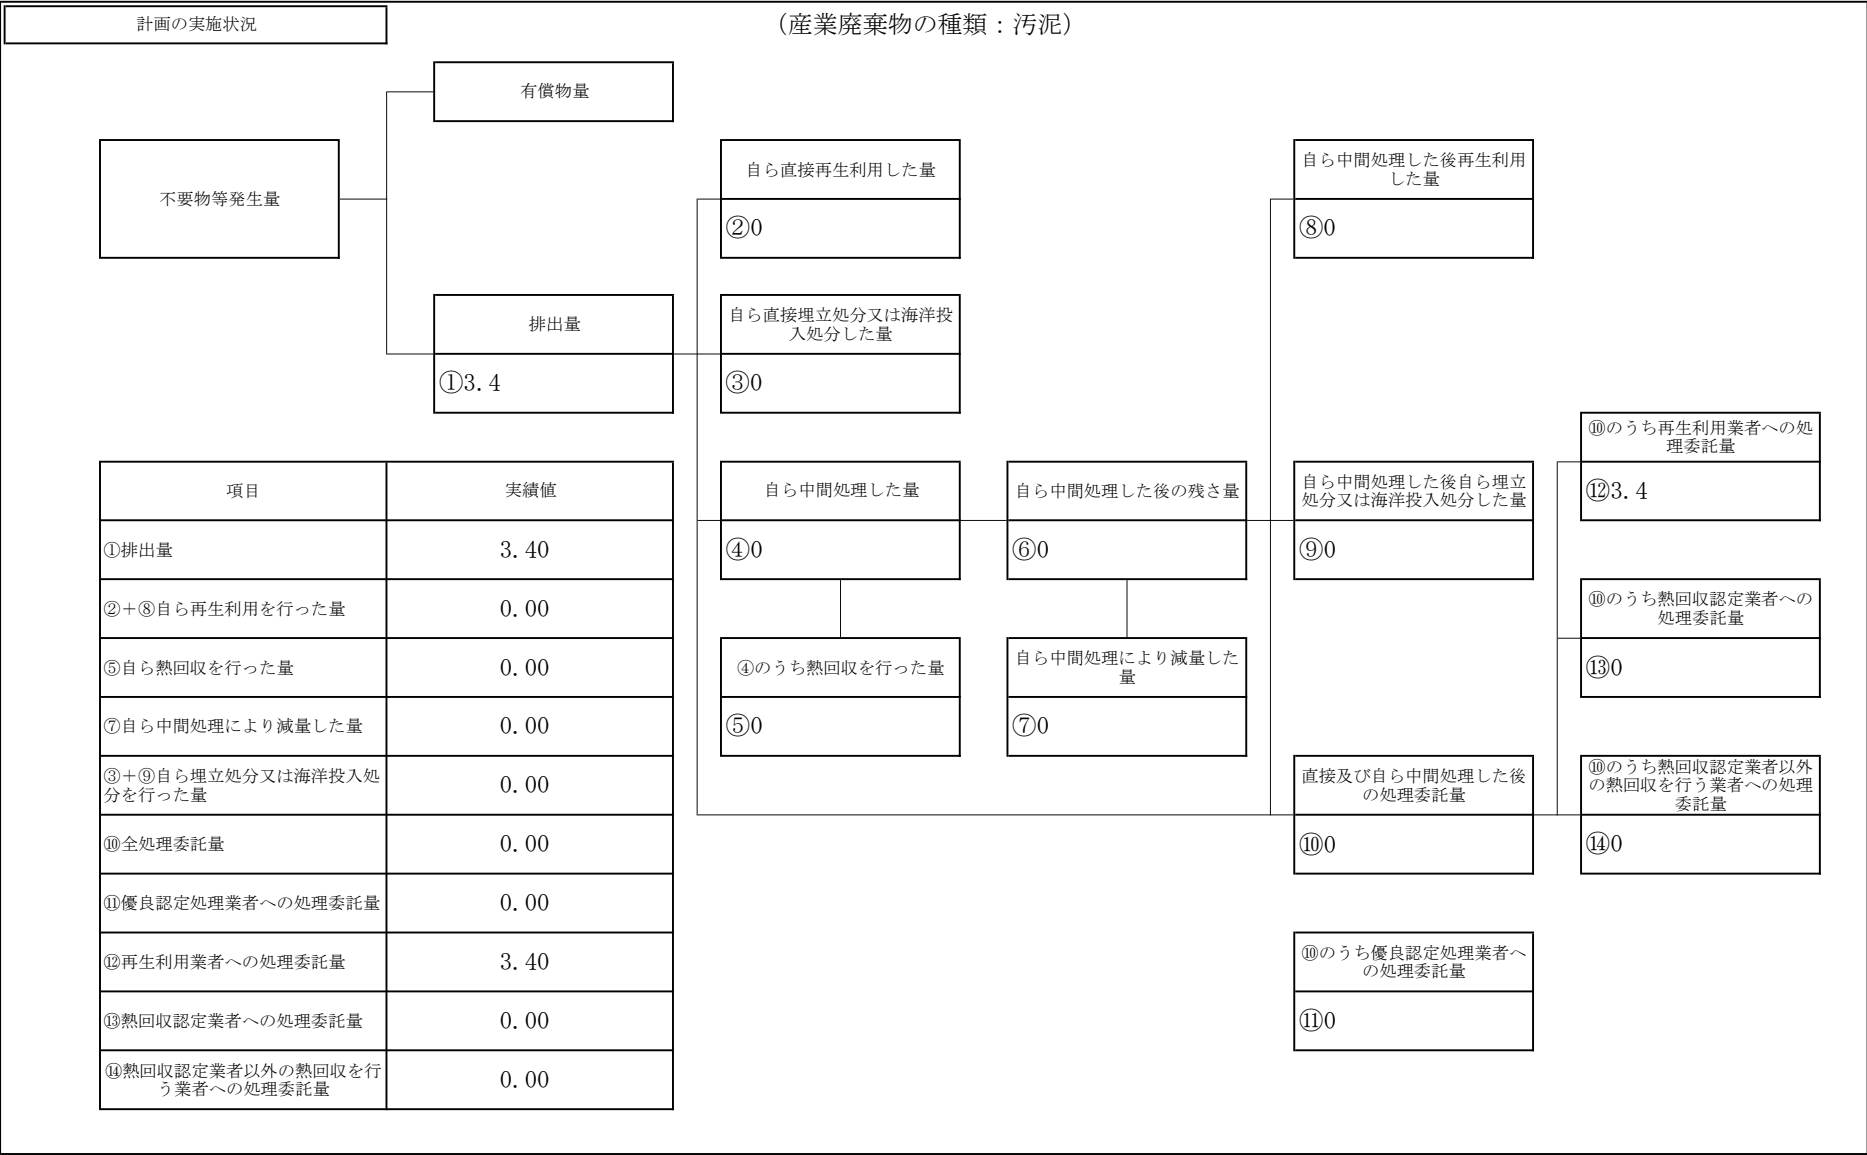 計画の実施状況
（産業廃棄物の種類：汚泥）
有償物量
不要物等発生量
自ら直接再生利用した量
②0
自ら中間処理した後再生利用
した量
⑧0
排出量
①3.4
自ら直接埋立処分又は海洋投
入処分した量
③0
⑩のうち再生利用業者への処
理委託量
⑫3.4
自ら中間処理した量
④0
自ら中間処理した後の残さ量
⑥0
自ら中間処理した後自ら埋立
処分又は海洋投入処分した量
⑨0
⑩のうち熱回収認定業者への
処理委託量
⑬0
④のうち熱回収を行った量
⑤0
自ら中間処理により減量した
量
⑦0
直接及び自ら中間処理した後
の処理委託量
⑩0
⑩のうち熱回収認定業者以外
の熱回収を行う業者への処理
委託量
⑭0
⑩のうち優良認定処理業者へ
の処理委託量
⑪0
項目 実績値
①排出量 3.40
②＋⑧自ら再生利用を行った量 0.00
⑤自ら熱回収を行った量 0.00
⑦自ら中間処理により減量した量 0.00
③＋⑨自ら埋立処分又は海洋投入処
分を行った量 0.00
⑩全処理委託量 0.00
⑪優良認定処理業者への処理委託量 0.00
⑫再生利用業者への処理委託量 3.40
⑬熱回収認定業者への処理委託量 0.00
⑭熱回収認定業者以外の熱回収を行
う業者への処理委託量 0.00